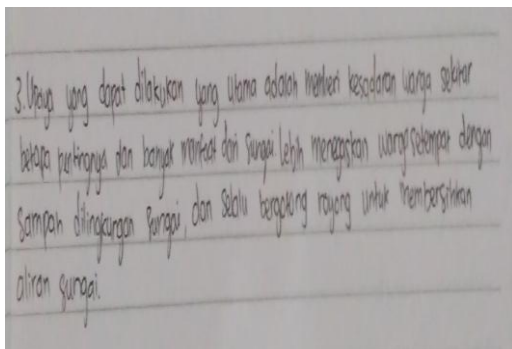 3. Upaya yang dapat dilakukan yang utama adalah memberi kesadaran warga sekitar
betapa pentingnya dan banyak manfaat dari sungai. Lebih menegaskan warga setempat dengan
sampah dilingkungan sungai, dan selalu bergotong royong untuk membersihkan
aliran sungai.